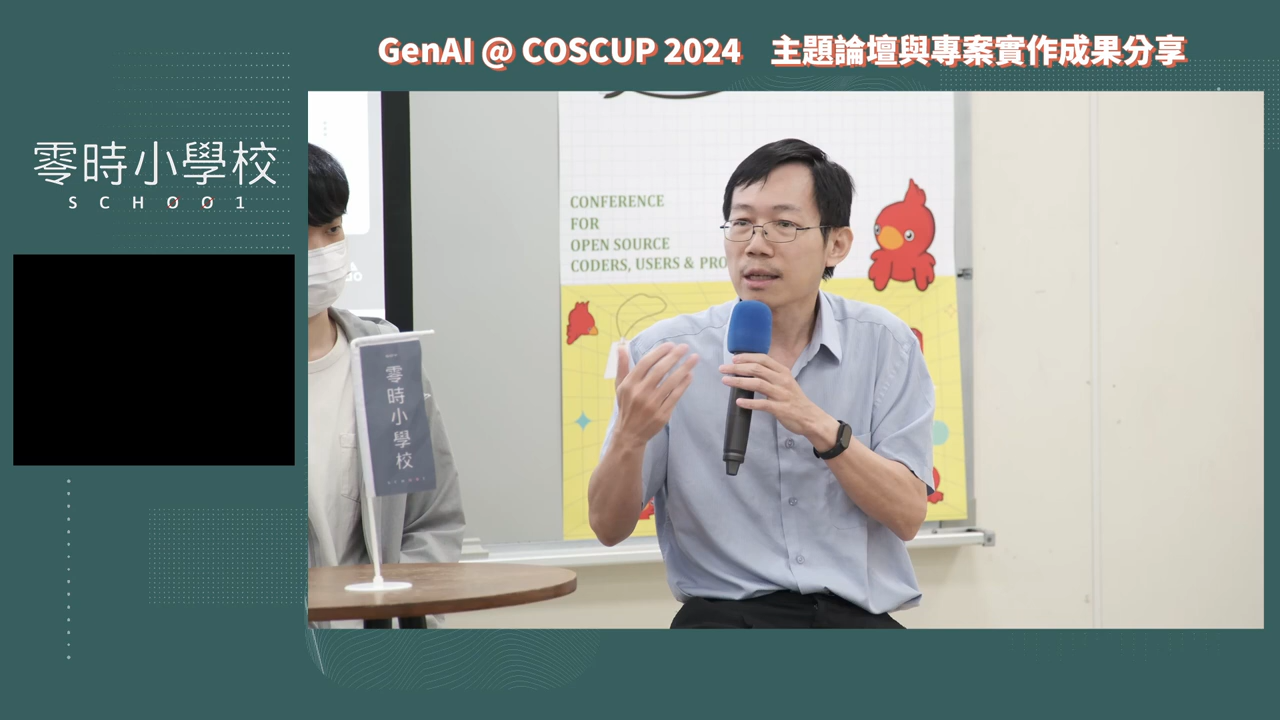 GenAI @ COSCUP 2024 主題論壇與專案實作成果分享
零時小學校
SCHOO1
CONFERENCE
FOR
OPEN SOURCE
CODERS, USERS & PRO
零時小學校